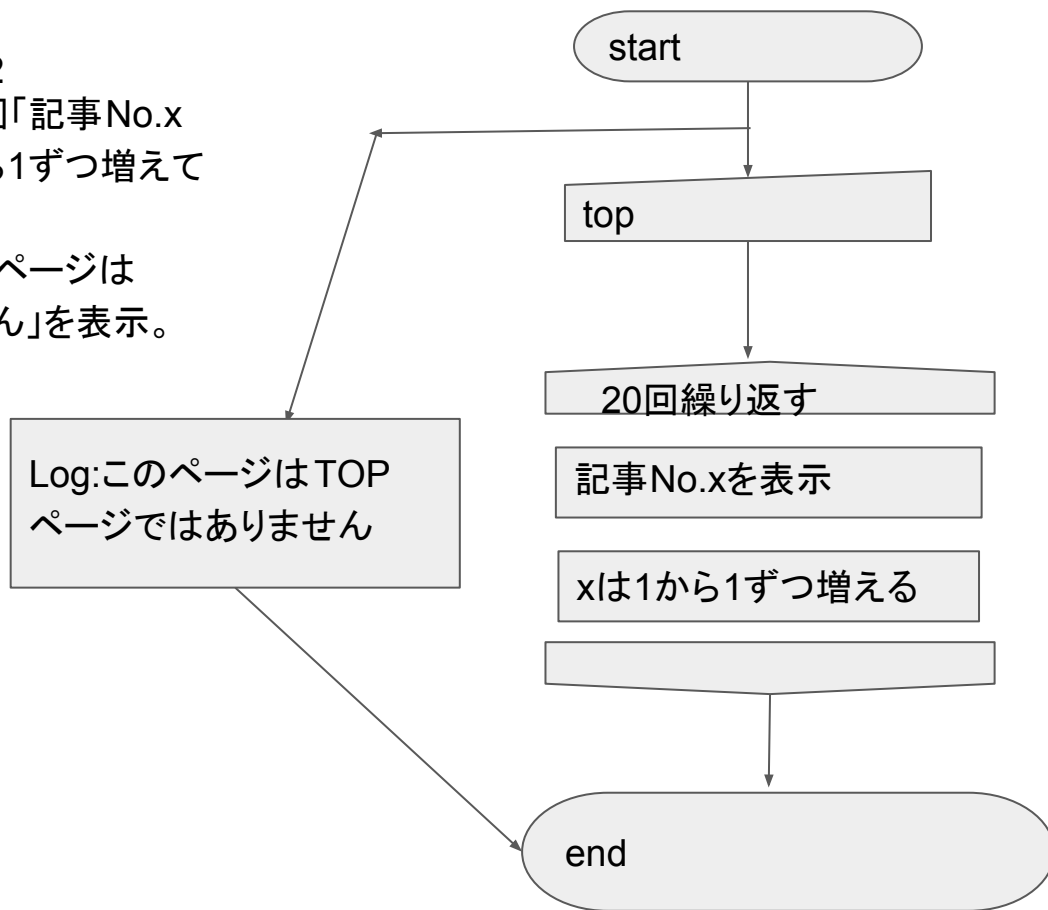 2
「記事No.x
1ずつ増えて
ページは
ん」を表示。
start
top
20回繰り返す
記事No.xを表示
xは1から1ずつ増える
Log:このページはTOP
ページではありません
end